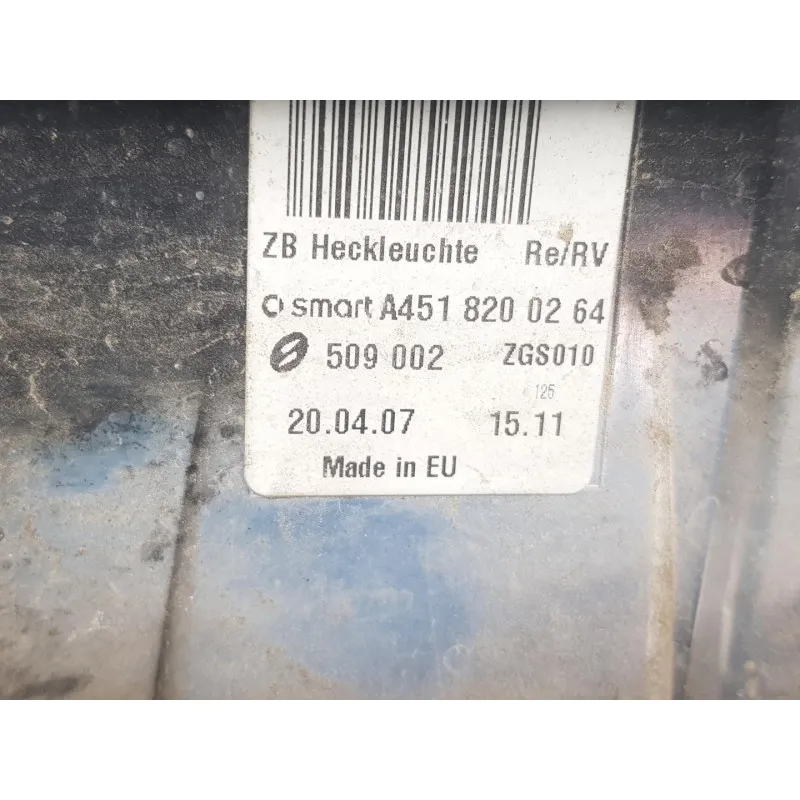 ZB Heckleuchte Re/RV
smart A451 820 02 64
509 002 ZGS010
125
20.04.07 15.11
Made in EU